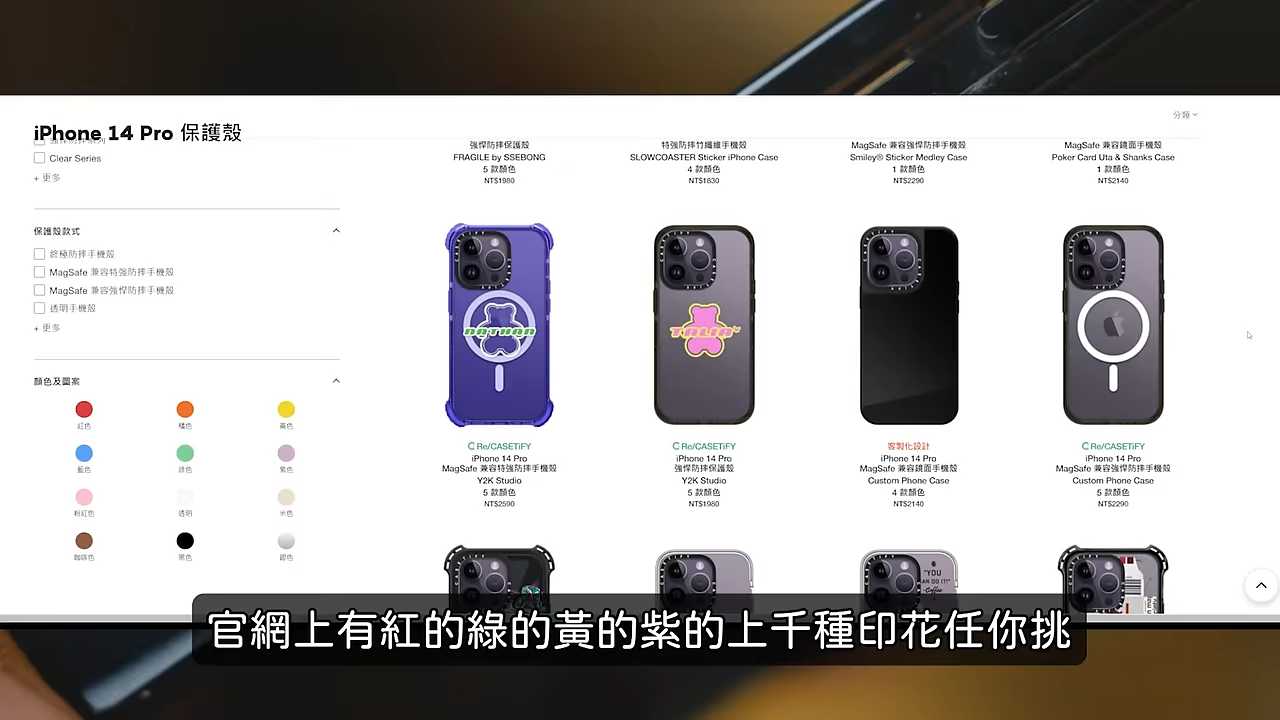 分類
iPhone 14 Pro 保護殼
Clear Series
+ 更多
保護殼款式
終極防摔手機殼
MagSafe 兼容特強防摔手機殼
MagSafe 兼容強悍防摔手機殼
透明手機殼
+ 更多
顏色及圖案
紅色
橘色
黃色
藍色
綠色
紫色
粉紅色
透明
米色
咖啡色
黑色
銀色
強悍防摔保護殼
FRAGILE by SSEBONG
5 款顏色
NT$1980
特強防摔竹纖維手機殼
SLOWCOASTER Sticker iPhone Case
4 款顏色
NT$1830
MagSafe 兼容強悍防摔手機殼
Smiley® Sticker Medley Case
1 款顏色
NT$2290
MagSafe 兼容鏡面手機殼
Poker Card Uta & Shanks Case
1 款顏色
NT$2140
NATHAN
Re/CASETiFY
iPhone 14 Pro
MagSafe 兼容特強防摔手機殼
Y2K Studio
5 款顏色
NT$2590
TALIA
Re/CASETiFY
iPhone 14 Pro
強悍防摔保護殼
Y2K Studio
5 款顏色
NT$1980
客製化設計
iPhone 14 Pro
MagSafe 兼容鏡面手機殼
Custom Phone Case
4 款顏色
NT$2140
Re/CASETiFY
iPhone 14 Pro
MagSafe 兼容強悍防摔手機殼
Custom Phone Case
5 款顏色
NT$2290
"YOU
CAN DO IT!"
Coffee
官網上有紅的綠的黃的紫的上千種印花任你挑